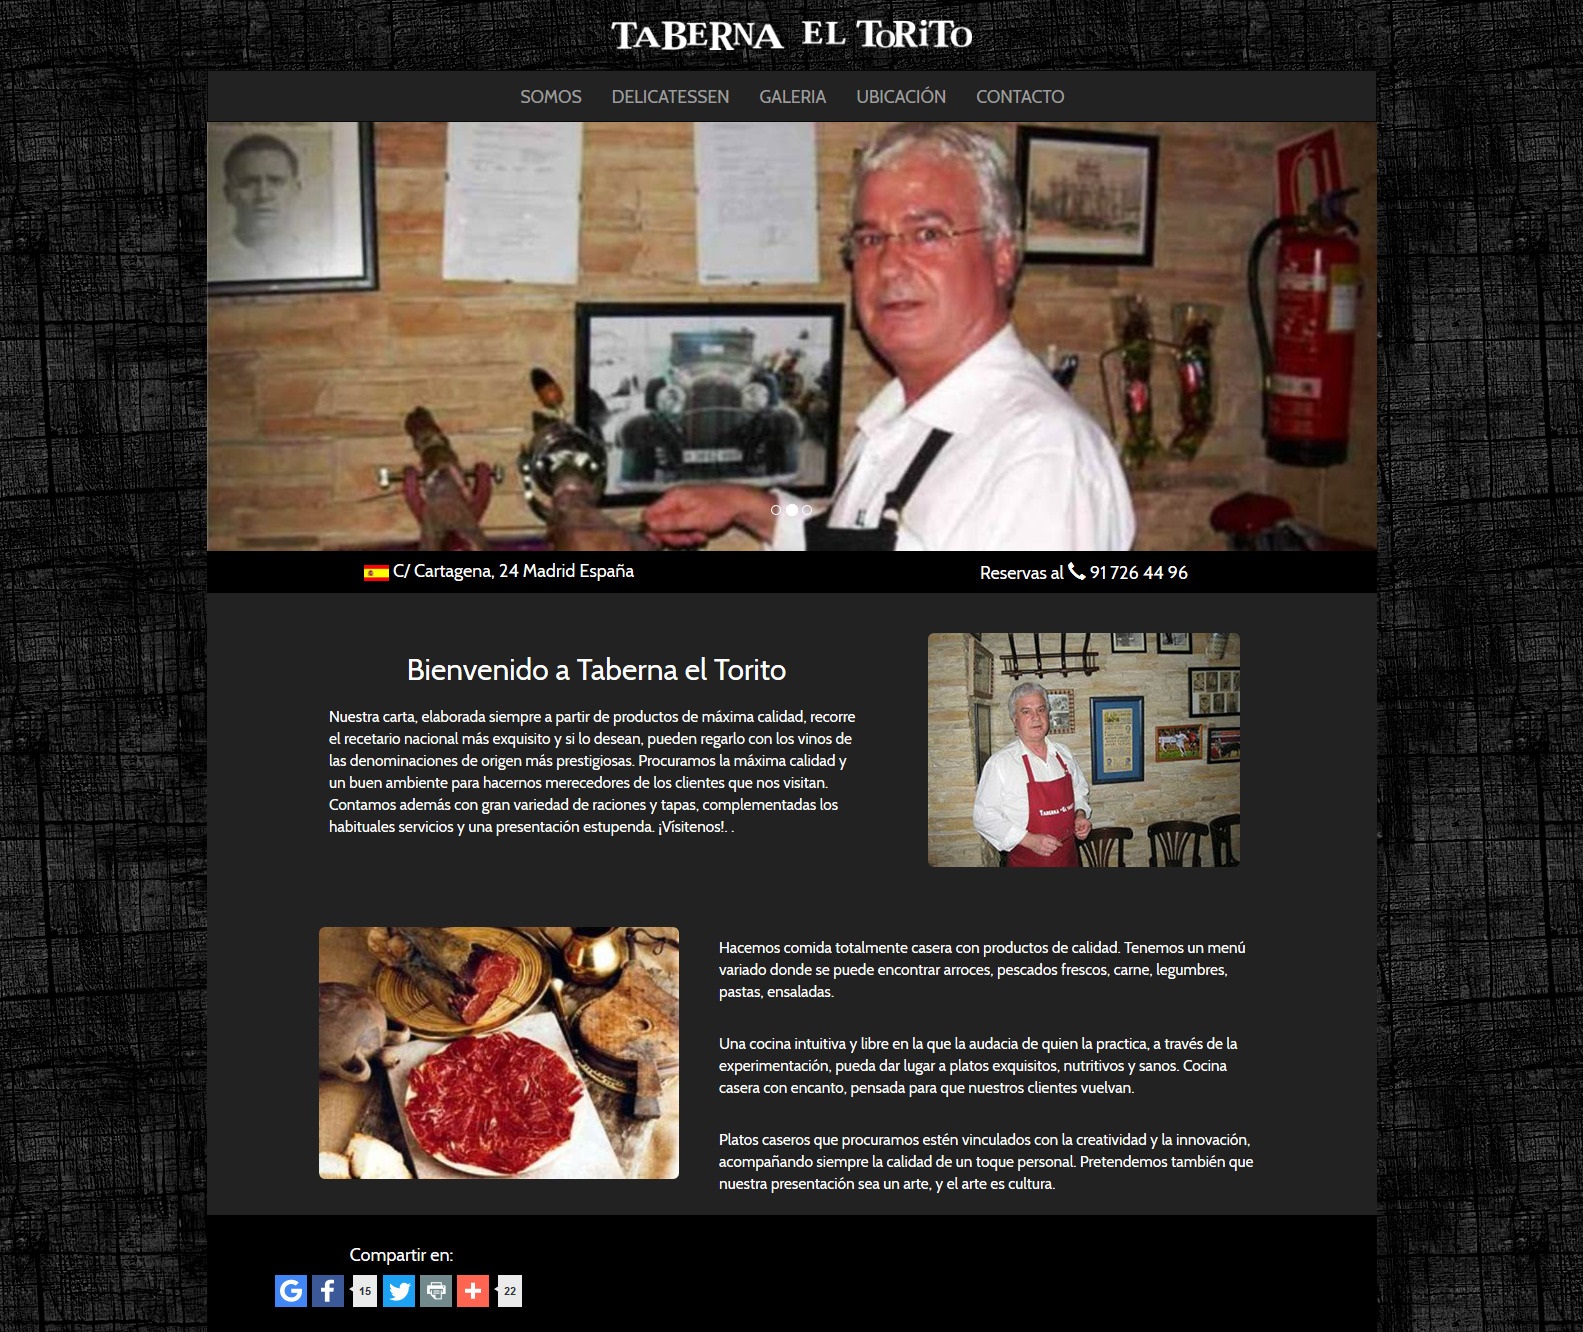 TABERNA EL TORiTO
SOMOS DELICATESSEN GALERIA UBICACIÓN CONTACTO
C/ Cartagena, 24 Madrid España
Reservas al 91 726 44 96
Bienvenido a Taberna el Torito
Nuestra carta, elaborada siempre a partir de productos de máxima calidad, recorre
el recetario nacional más exquisito y si lo desean, pueden regarlo con los vinos de
las denominaciones de origen más prestigiosas. Procuramos la máxima calidad y
un buen ambiente para hacernos merecedores de los clientes que nos visitan.
Contamos además con gran variedad de raciones y tapas, complementadas los
habituales servicios y una presentación estupenda. ¡Vísitenos!. .
Hacemos comida totalmente casera con productos de calidad. Tenemos un menú
variado donde se puede encontrar arroces, pescados frescos, carne, legumbres,
pastas, ensaladas.
Una cocina intuitiva y libre en la que la audacia de quien la practica, a través de la
experimentación, pueda dar lugar a platos exquisitos, nutritivos y sanos. Cocina
casera con encanto, pensada para que nuestros clientes vuelvan.
Platos caseros que procuramos estén vinculados con la creatividad y la innovación,
acompañando siempre la calidad de un toque personal. Pretendemos también que
nuestra presentación sea un arte, y el arte es cultura.
Compartir en:
15 22